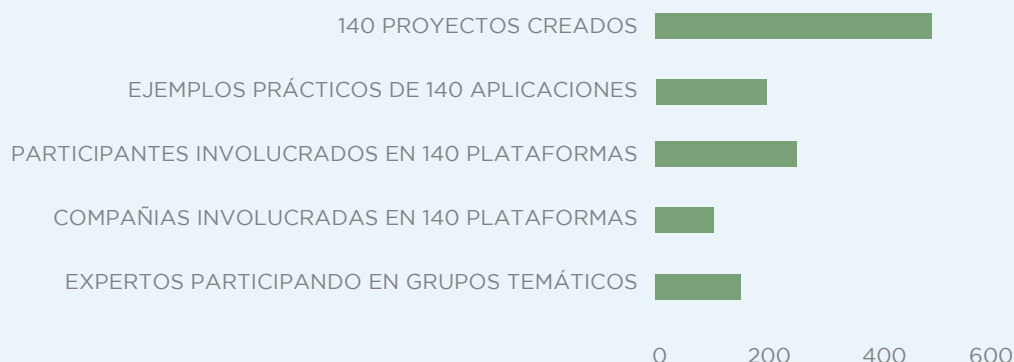 140 PROYECTOS CREADOS
EJEMPLOS PRÁCTICOS DE 140 APLICACIONES
PARTICIPANTES INVOLUCRADOS EN 140 PLATAFORMAS
COMPAÑIAS INVOLUCRADAS EN 140 PLATAFORMAS
EXPERTOS PARTICIPANDO EN GRUPOS TEMÁTICOS
0 200 400 600